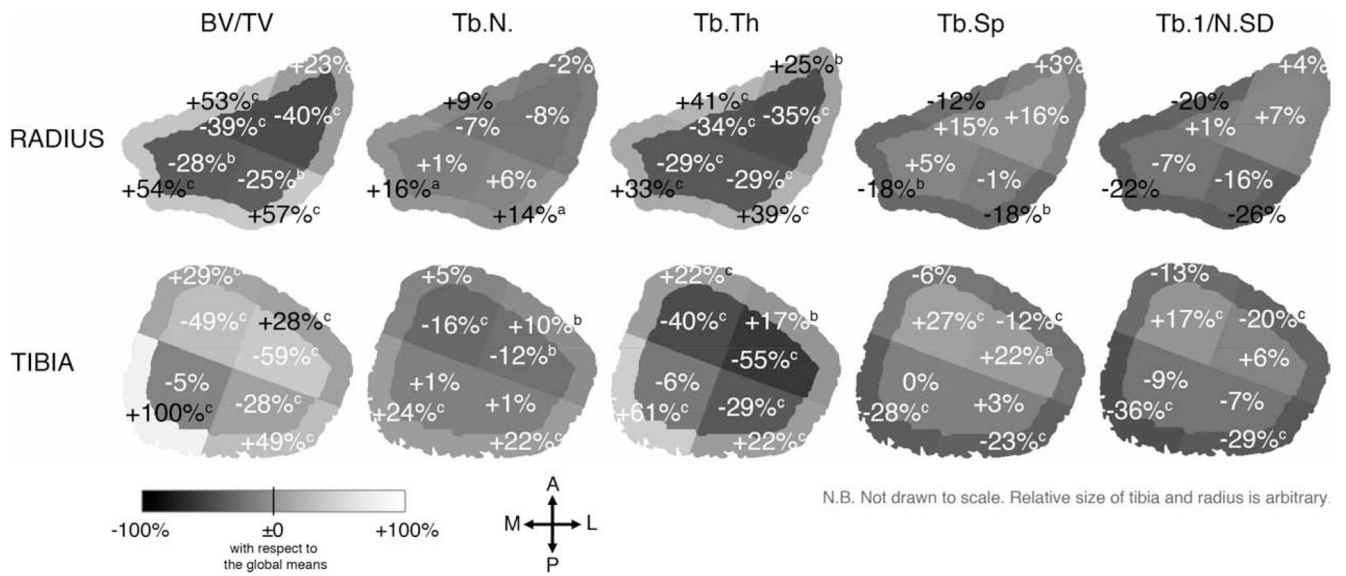 BV/TV Tb.N. Tb.Th Tb.Sp Tb.1/N.SD
+23% -2% +25%b +3% +4%
+53%c +9% +41%c -12% -20%
-40%c -8% -35%c +16% +7%
-39%c -7% -34%c +15% +1%
RADIUS
-28%b +1% -29%c +5% -7%
-25%b +6% -29%c -1% -16%
+54%c +16%a +33%c -18%b -22%
+57%c +14%a +39%c -18%b -26%
+29%c +5% +22%c -6% -13%
-49%c +28%c -16%c +10%b -40%c +17%b +27%c -12%c +17%c -20%c
-59%c -12%b -55%c +22%a +6%
TIBIA
-5% +1% -6% 0% -9%
-28%c +1% -29%c +3% -7%
+100%c +24%c +61%c -28%c -36%c
+49%c +22%c +22%c -23%c -29%c
-100% ±0 +100%
with respect to
the global means
A
M L
P
N.B. Not drawn to scale. Relative size of tibia and radius is arbitrary.